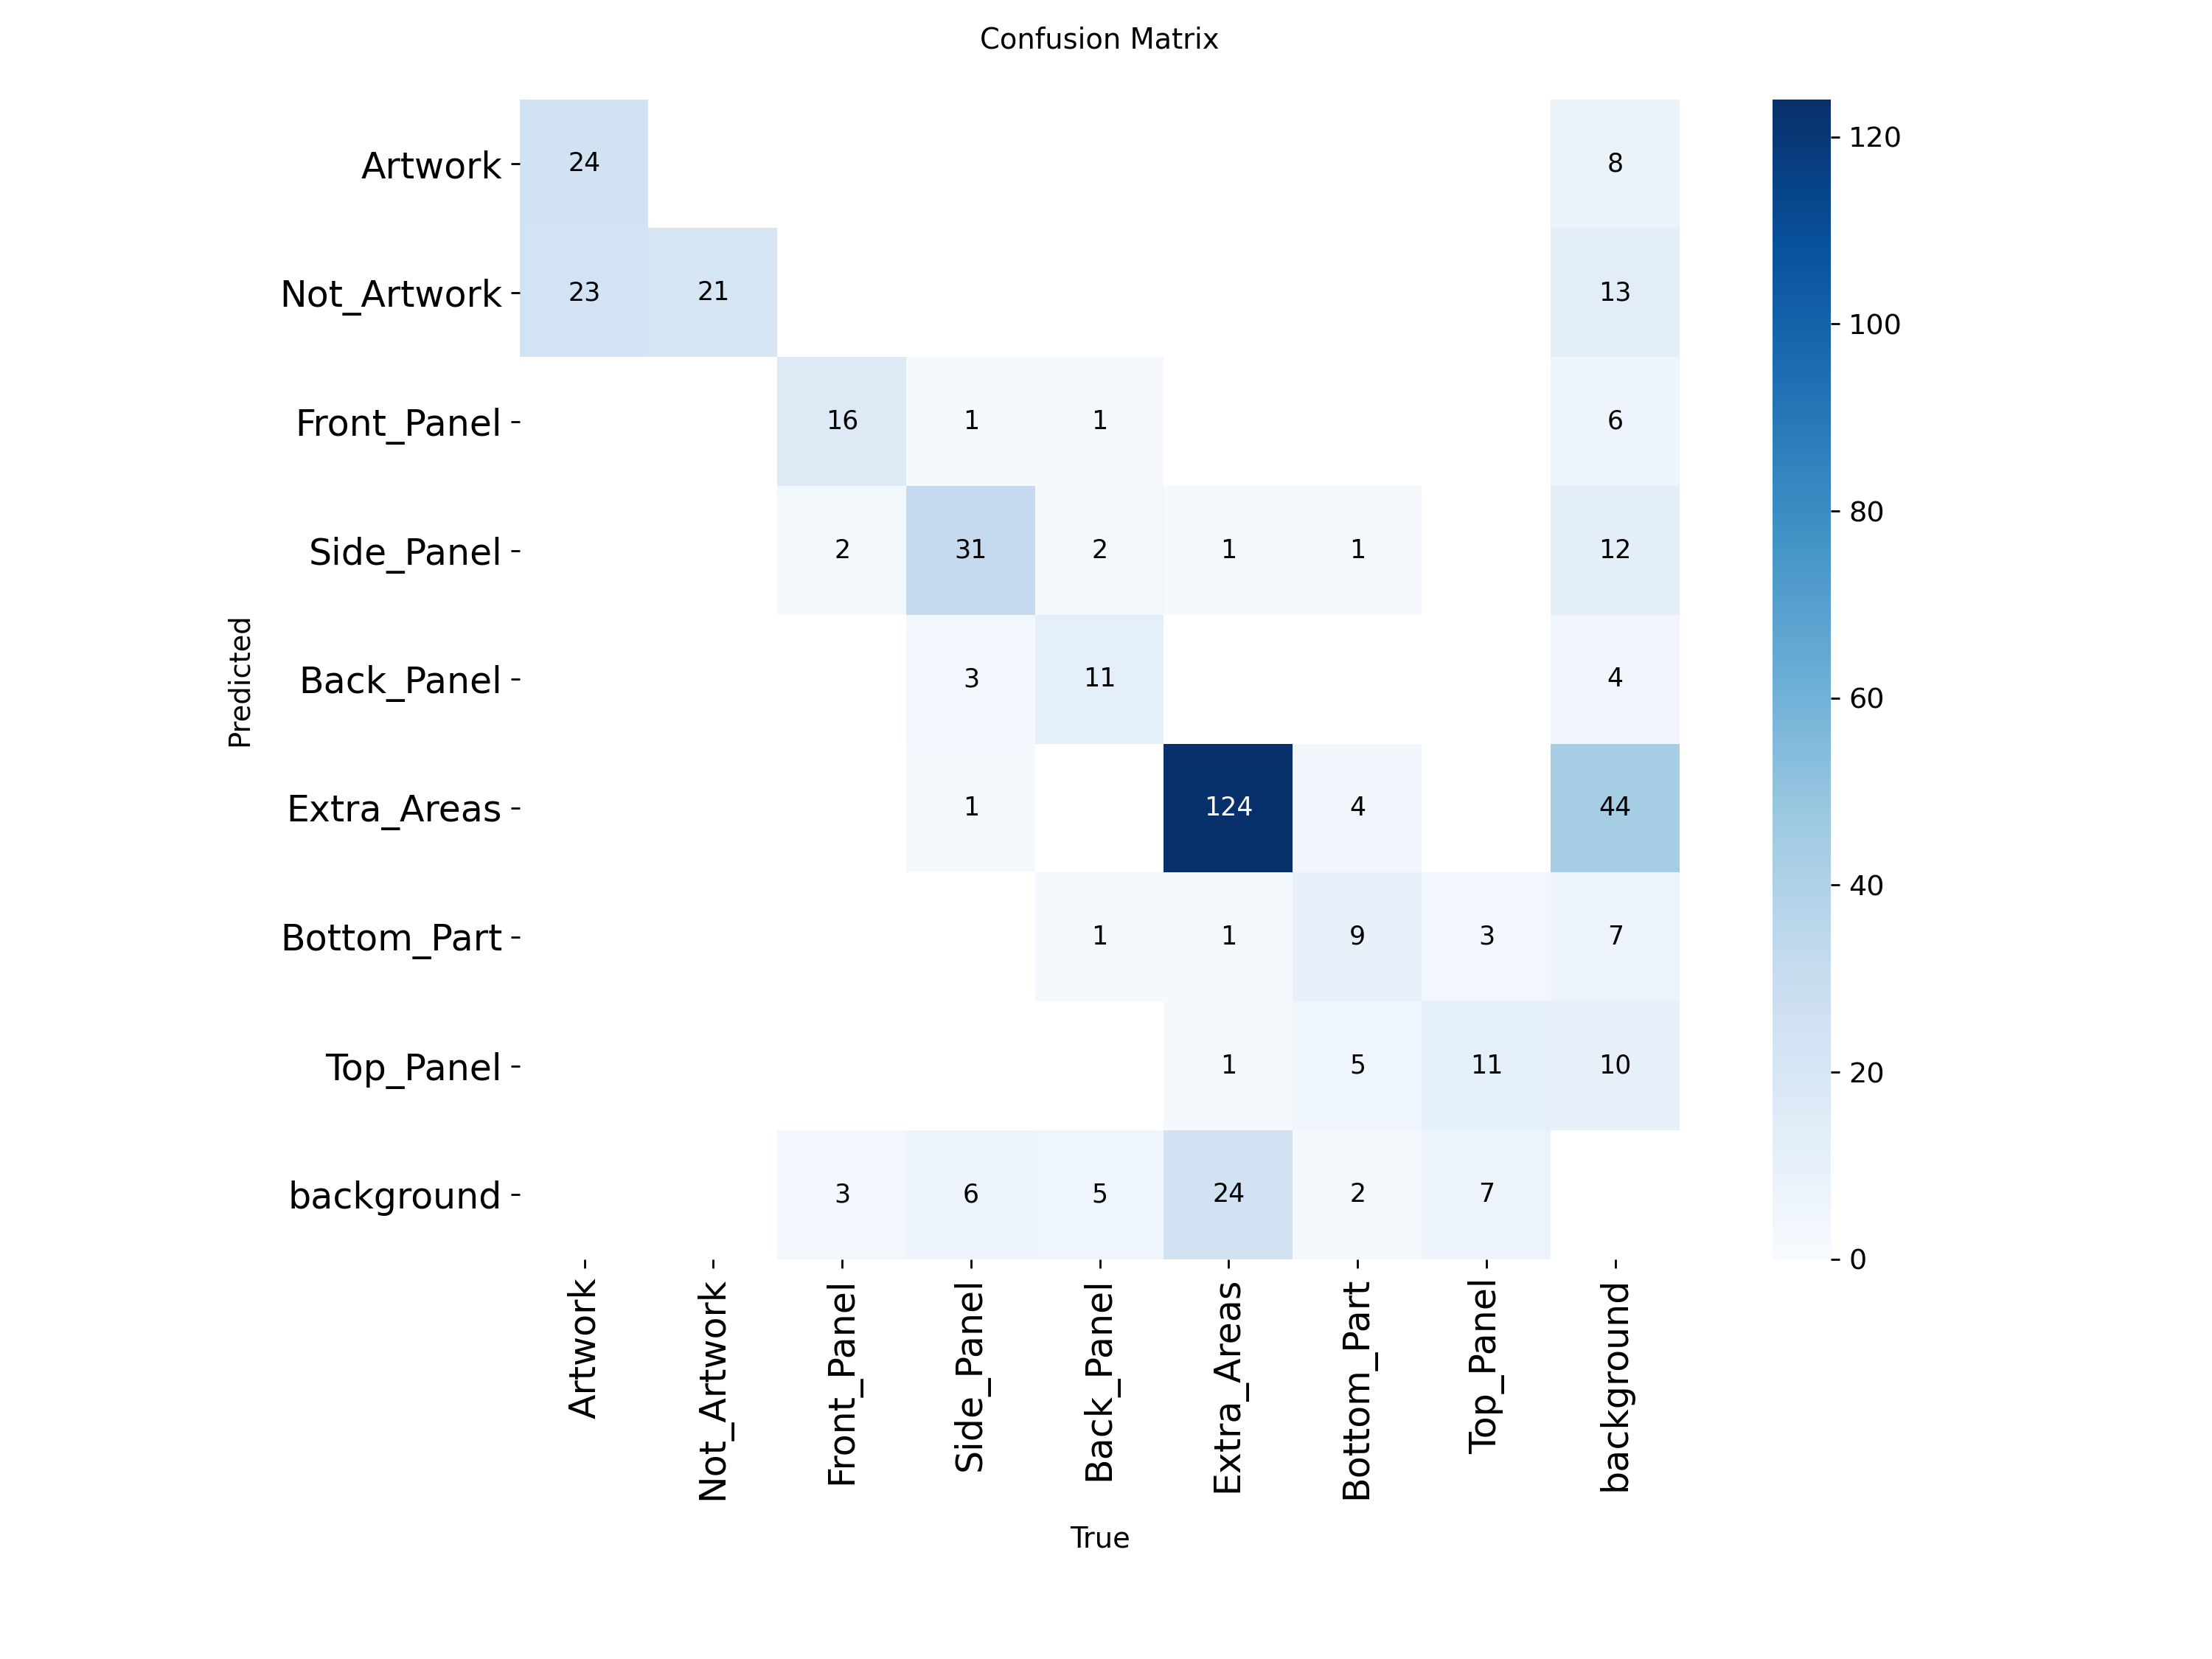 Confusion Matrix
Artwork 24 8
Not_Artwork 23 21 13
Front_Panel 16 1 1 6
Side_Panel 2 31 2 1 1 12
Back_Panel 3 11 4
Extra_Areas 1 124 4 44
Bottom_Part 1 1 9 3 7
Top_Panel 1 5 11 10
background 3 6 5 24 2 7
Predicted
Artwork
Not_Artwork
Front_Panel
Side_Panel
Back_Panel
Extra_Areas
Bottom_Part
Top_Panel
background
True
120
100
80
60
40
20
0